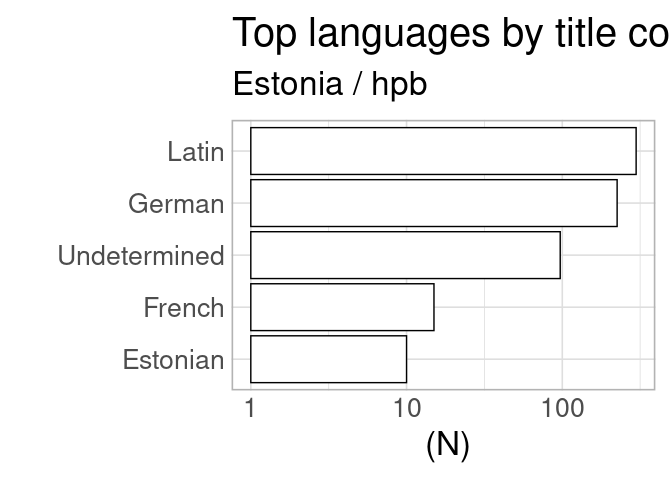 Top languages by title co
Estonia / hpb
Latin
German
Undetermined
French
Estonian
1 10 100
(N)